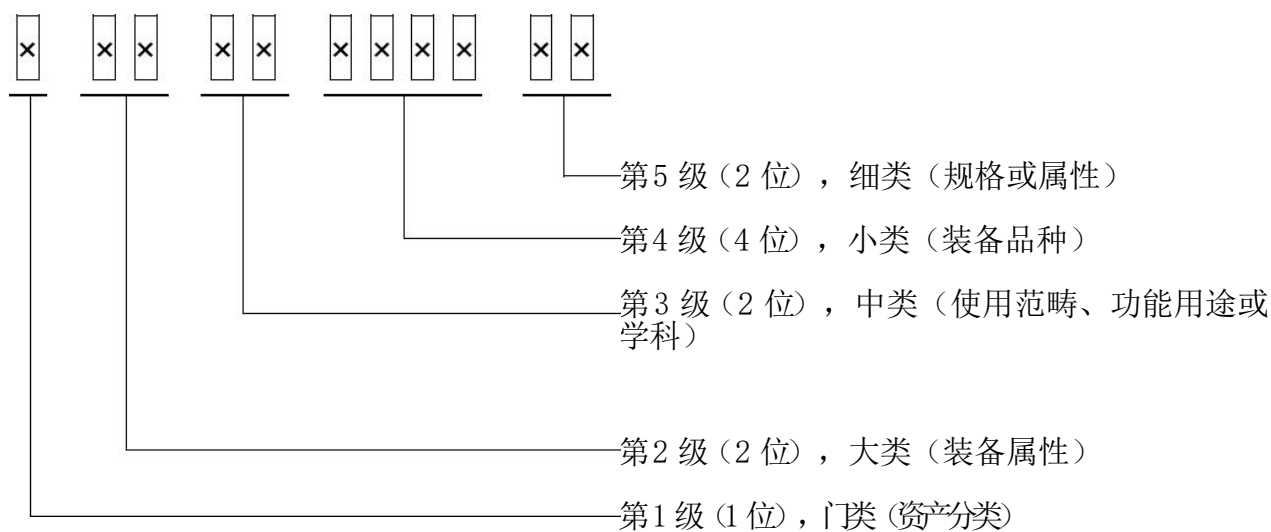 × ×× ×× ×××× ××
第5级（2位），细类（规格或属性）
第4级（4位），小类（装备品种）
第3级（2位），中类（使用范畴、功能用途或
学科）
第2级（2位），大类（装备属性）
第1级（1位），门类（资产分类）